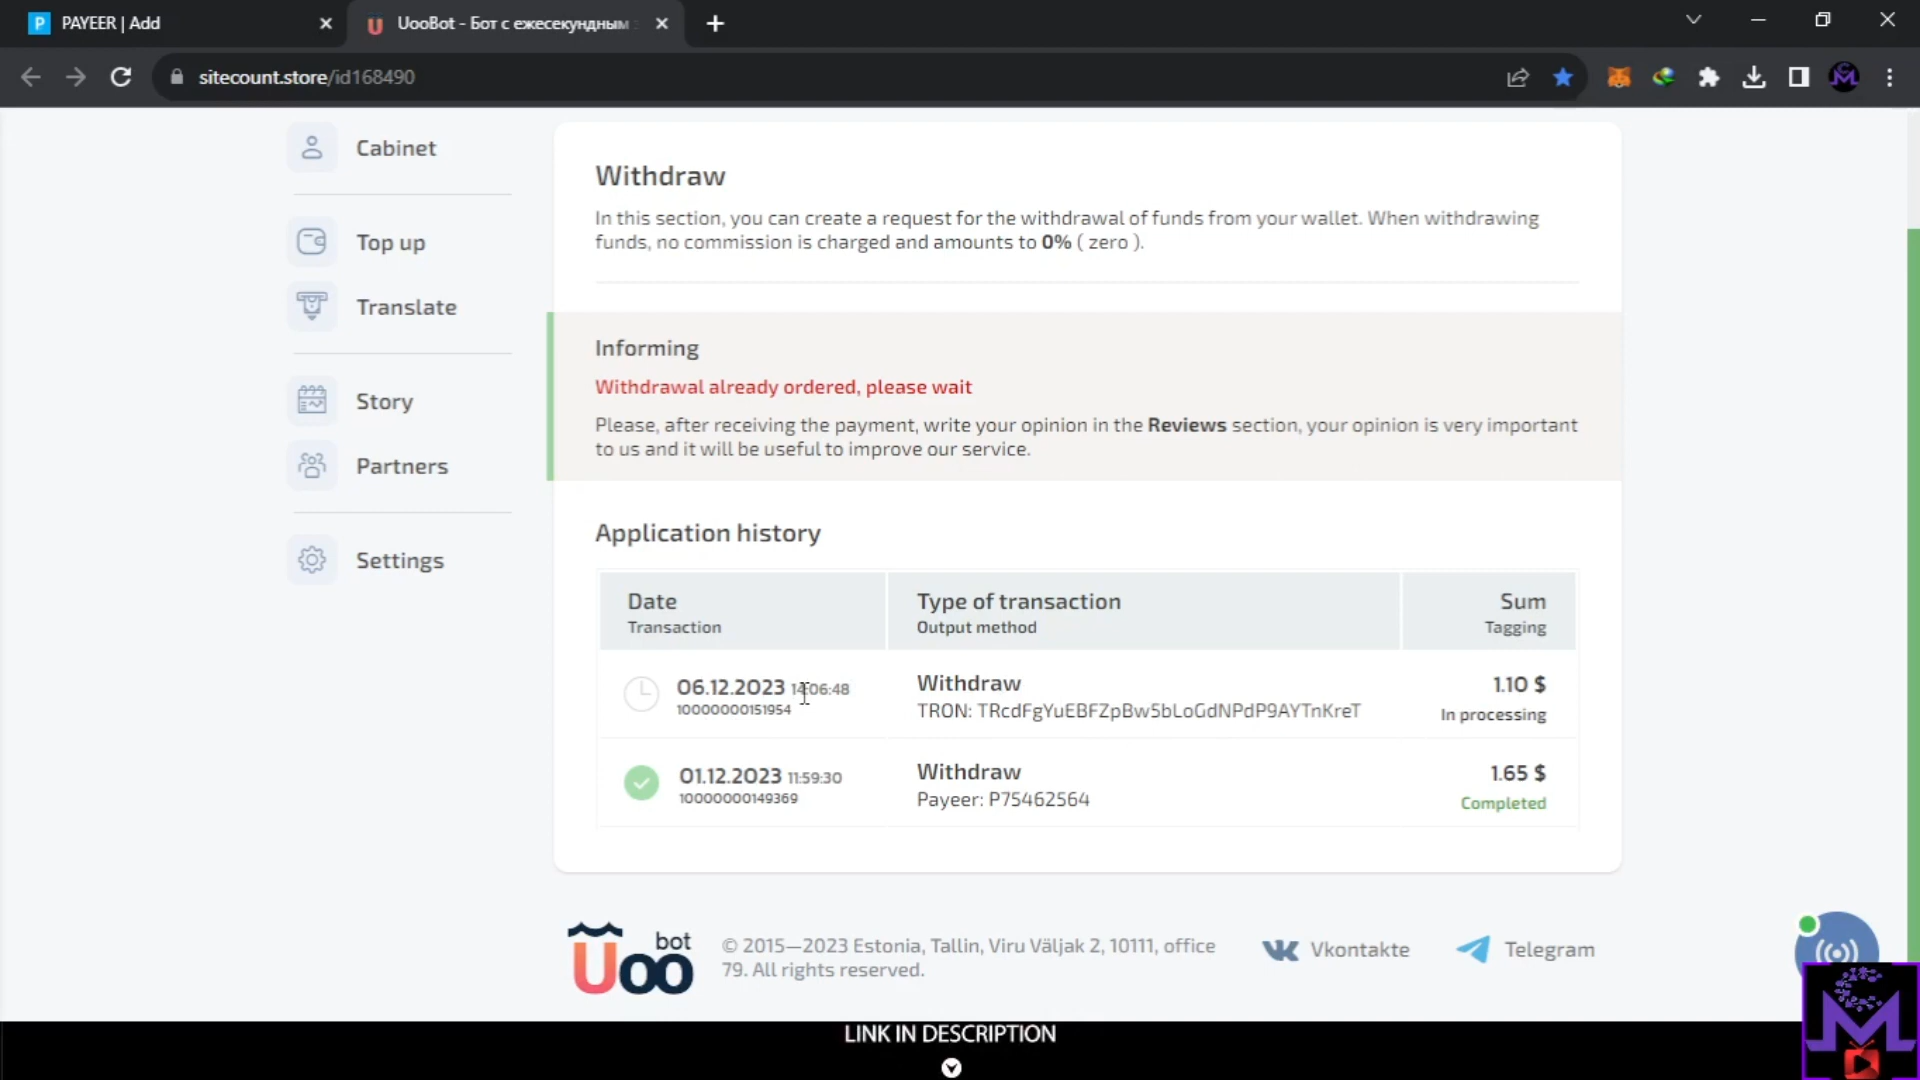 PAYEER | Add
UooBot - Бот с ежесекундным
sitecount.store/id168490
Cabinet
Top up
Translate
Story
Partners
Settings
Withdraw
In this section, you can create a request for the withdrawal of funds from your wallet. When withdrawing
funds, no commission is charged and amounts to 0% ( zero ).
Informing
Withdrawal already ordered, please wait
Please, after receiving the payment, write your opinion in the Reviews section, your opinion is very important
to us and it will be useful to improve our service.
Application history
Date Type of transaction Sum
Transaction Output method Tagging
06.12.2023 14:06:48 Withdraw 1.10 $
10000000151954 TRON: TRcdFgYuEBFZpBw5bLoGdNPdP9AYTnKreT In processing
01.12.2023 11:59:30 Withdraw 1.65 $
10000000149369 Payeer: P75462564 Completed
Uoo bot
© 2015—2023 Estonia, Tallin, Viru Väljak 2, 10111, office
79. All rights reserved.
Vkontakte
Telegram
LINK IN DESCRIPTION